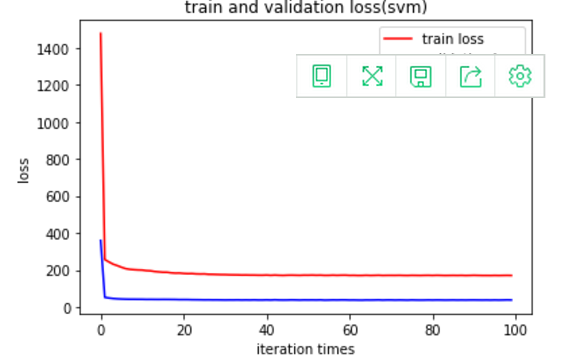 train and validation loss(svm)
train loss
1400
1200
1000
800
600
400
200
0
loss
0 20 40 60 80 100
iteration times